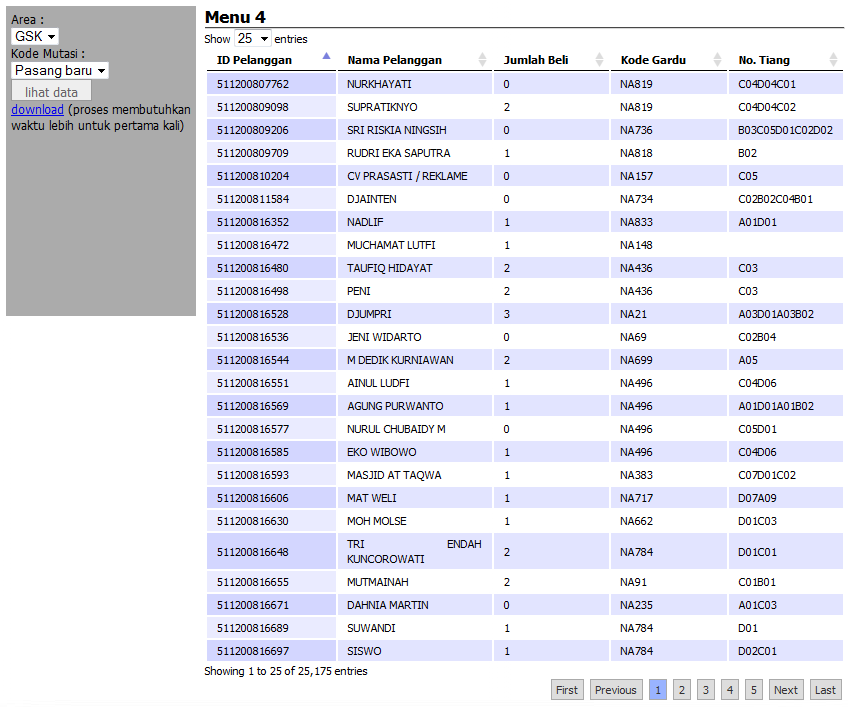 Area :
GSK
Kode Mutasi :
Pasang baru
lihat data
download (proses membutuhkan
waktu lebih untuk pertama kali)
Menu 4
Show 25 entries
ID Pelanggan Nama Pelanggan Jumlah Beli Kode Gardu No. Tiang
511200807762 NURKHAYATI 0 NA819 C04D04C01
511200809098 SUPRATIKNYO 2 NA819 C04D04C02
511200809206 SRI RISKIA NINGSIH 0 NA736 B03C05D01C02D02
511200809709 RUDRI EKA SAPUTRA 1 NA818 B02
511200810204 CV PRASASTI / REKLAME 0 NA157 C05
511200811584 DJAINTEN 0 NA734 C02B02C04B01
511200816352 NADLIF 1 NA833 A01D01
511200816472 MUCHAMAT LUTFI 1 NA148
511200816480 TAUFIQ HIDAYAT 2 NA436 C03
511200816498 PENI 2 NA436 C03
511200816528 DJUMPRI 3 NA21 A03D01A03B02
511200816536 JENI WIDARTO 0 NA69 C02B04
511200816544 M DEDIK KURNIAWAN 2 NA699 A05
511200816551 AINUL LUDFI 1 NA496 C04D06
511200816569 AGUNG PURWANTO 1 NA496 A01D01A01B02
511200816577 NURUL CHUBAIDY M 0 NA496 C05D01
511200816585 EKO WIBOWO 1 NA496 C04D06
511200816593 MASJID AT TAQWA 1 NA383 C07D01C02
511200816606 MAT WELI 1 NA717 D07A09
511200816630 MOH MOLSE 1 NA662 D01C03
511200816648 TRI ENDAH KUNCOROWATI 2 NA784 D01C01
511200816655 MUTMAINAH 2 NA91 C01B01
511200816671 DAHNIA MARTIN 0 NA235 A01C03
511200816689 SUWANDI 1 NA784 D01
511200816697 SISWO 1 NA784 D02C01
Showing 1 to 25 of 25,175 entries
First Previous 1 2 3 4 5 Next Last